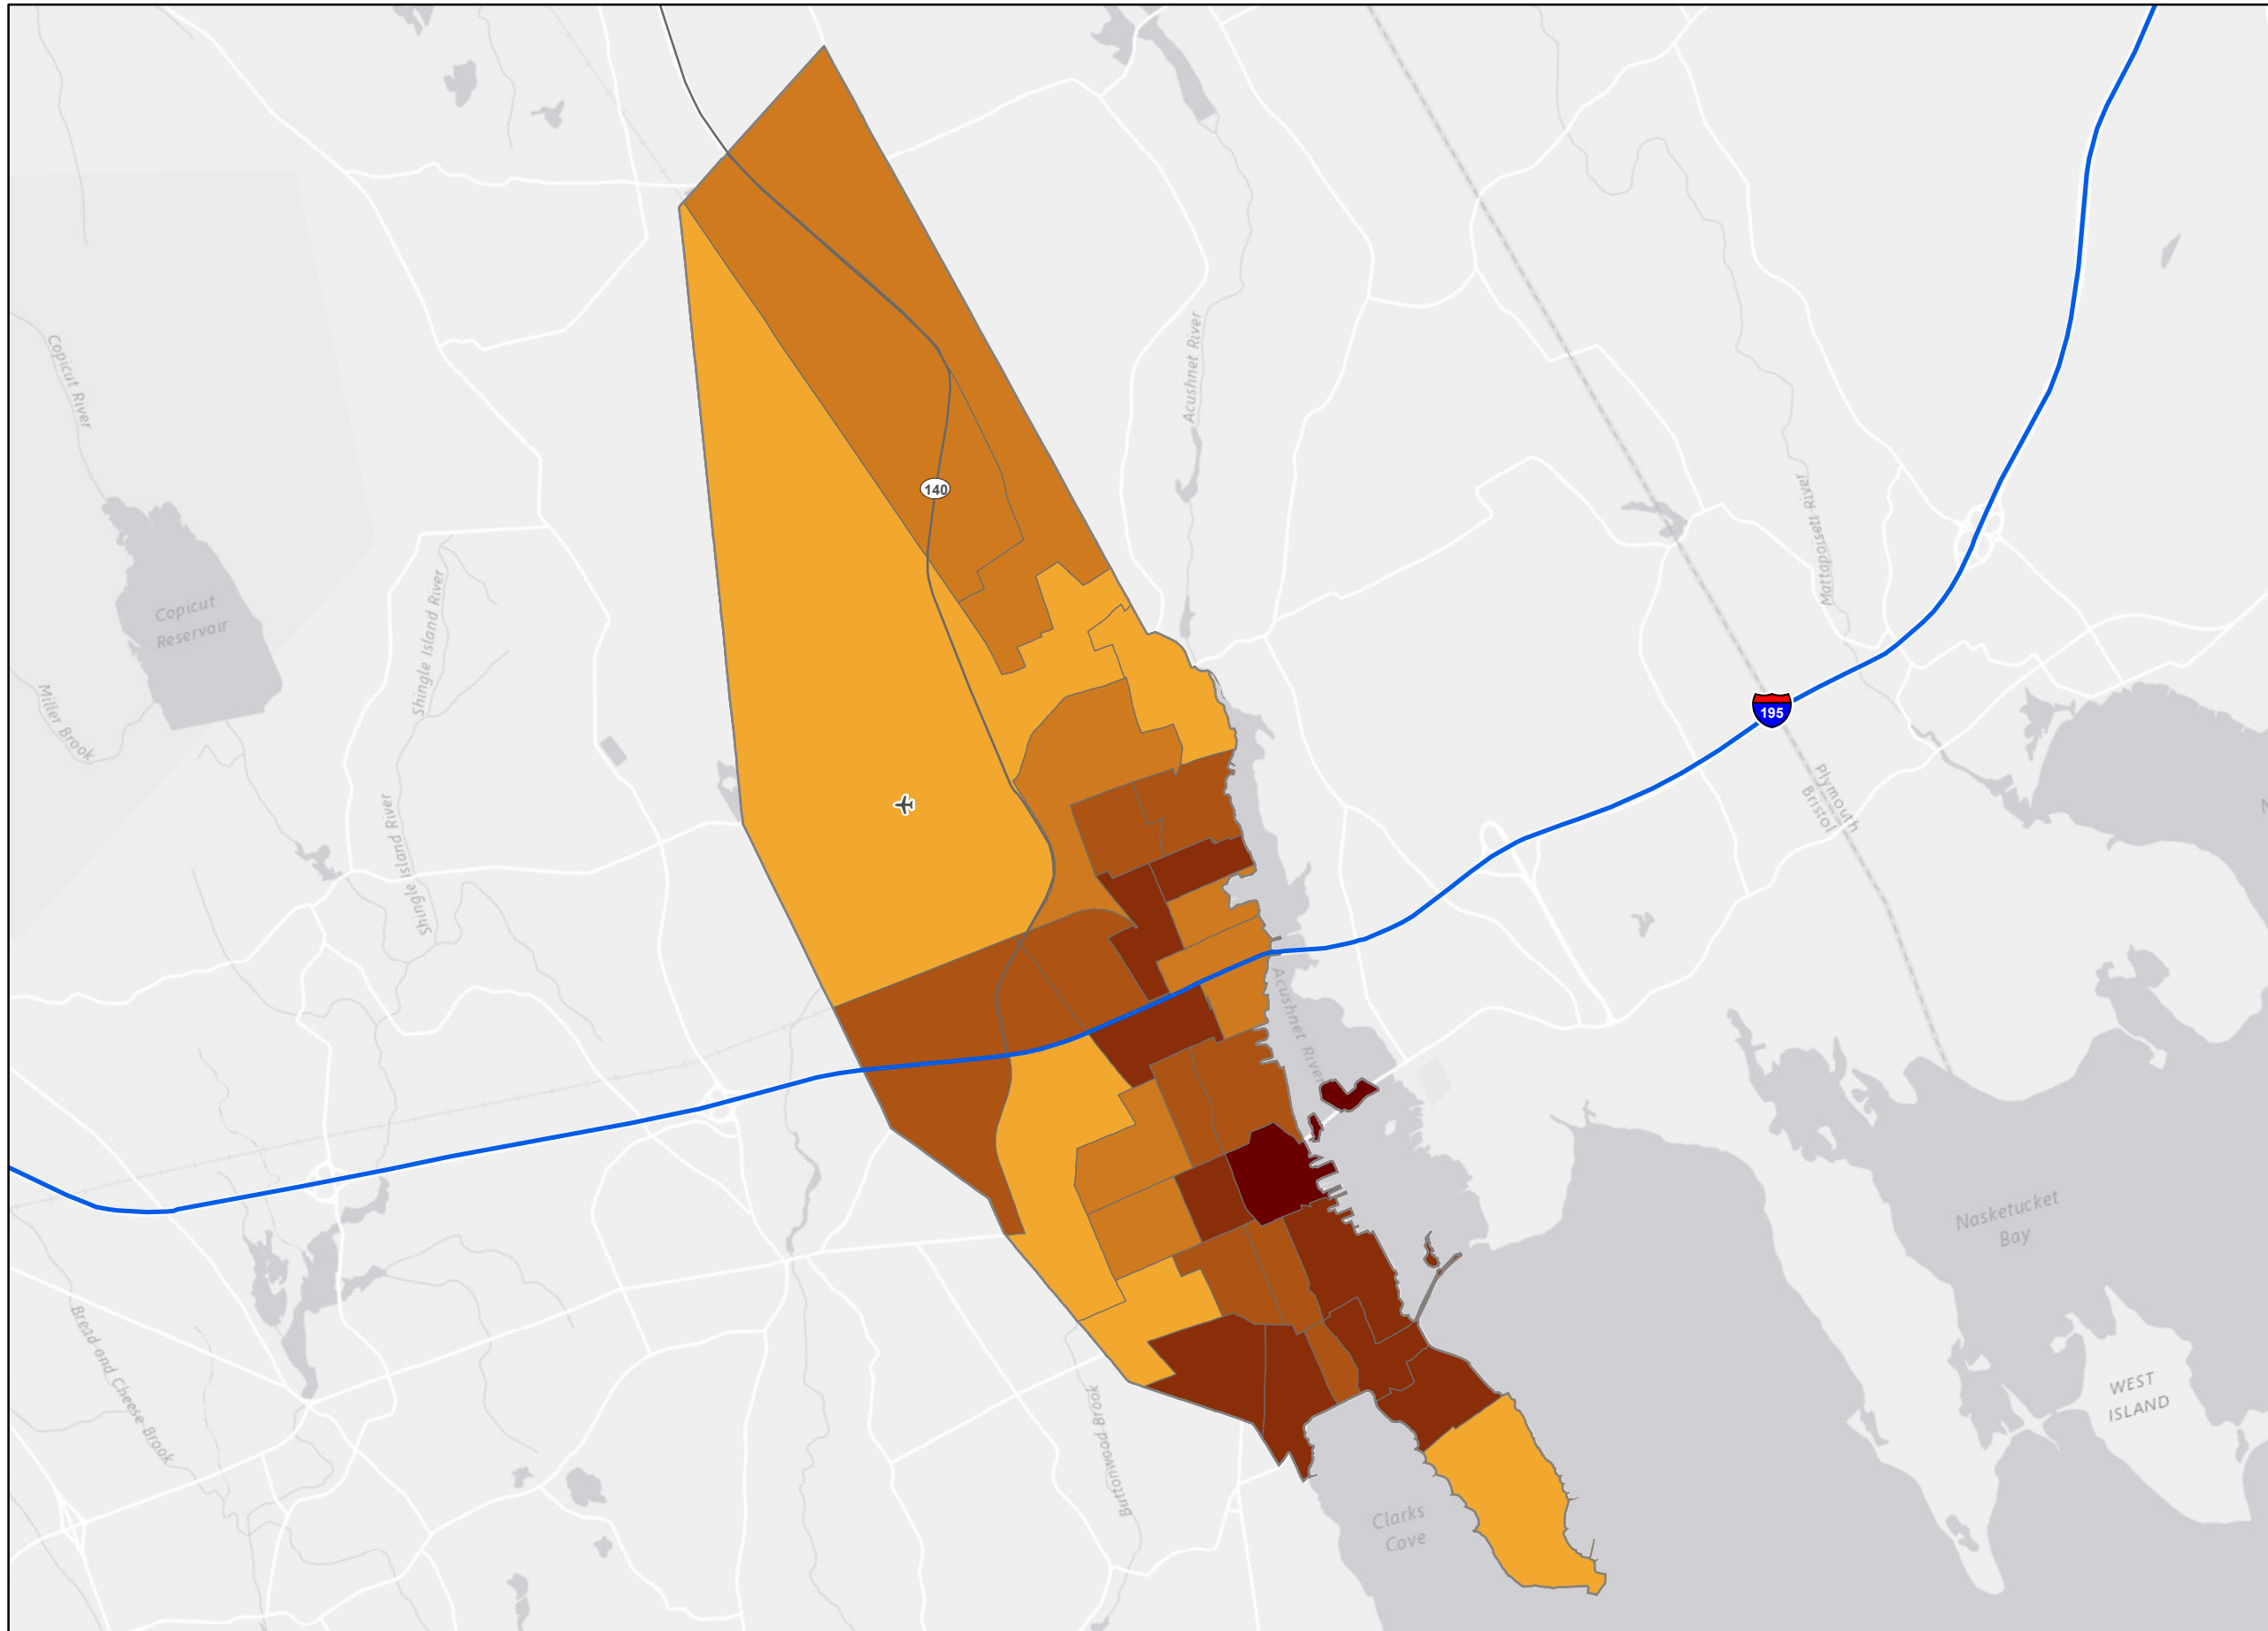 Copicut River
Acushnet River
140
Mattapoisett River
Copicut
Reservoir
Shingle Island River
Miller Brook
195
Plymouth
Bristol
Shingle Island River
Acushnet River
Nasketucket
Bay
Bread and Cheese Brook
Buttonwood Brook
WEST
ISLAND
Clarks
Cove